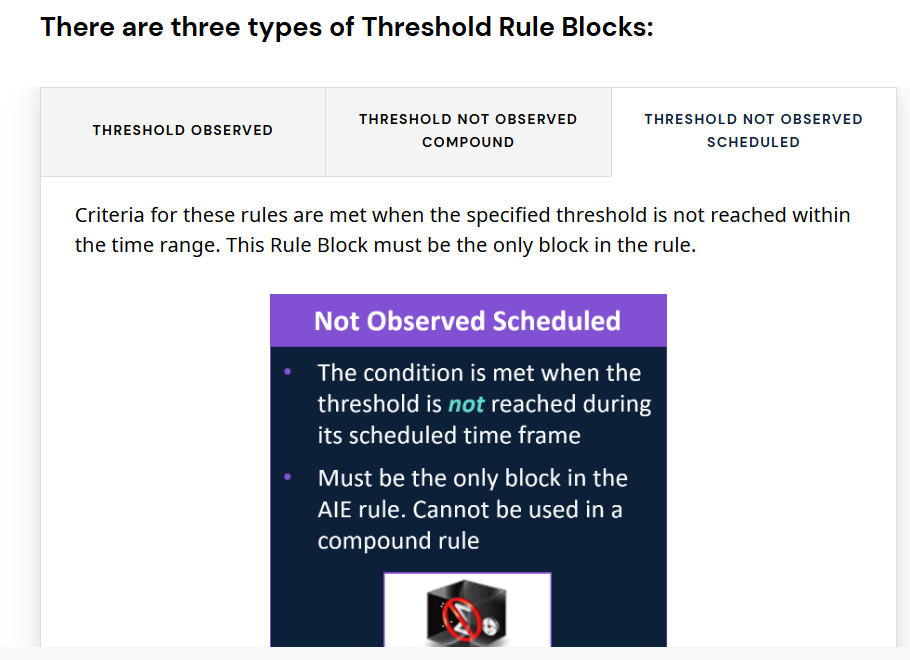 There are three types of Threshold Rule Blocks:
THRESHOLD OBSERVED
THRESHOLD NOT OBSERVED
COMPOUND
THRESHOLD NOT OBSERVED
SCHEDULED
Criteria for these rules are met when the specified threshold is not reached within
the time range. This Rule Block must be the only block in the rule.
Not Observed Scheduled
• The condition is met when the
threshold is not reached during
its scheduled time frame
• Must be the only block in the
AIE rule. Cannot be used in a
compound rule